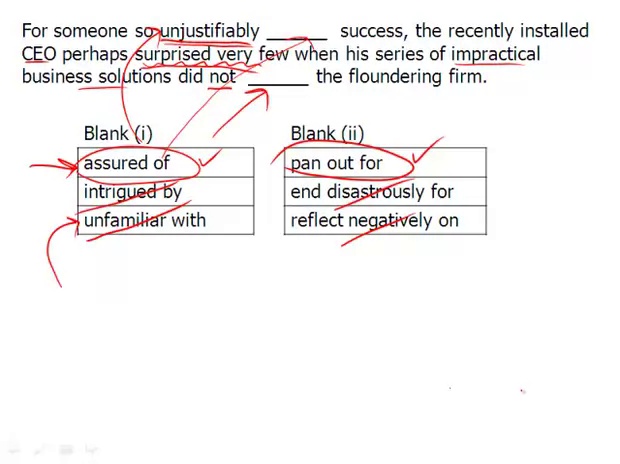 For someone so unjustifiably ______ success, the recently installed
CEO perhaps surprised very few when his series of impractical
business solutions did not ______ the floundering firm.
Blank (i) Blank (ii)
assured of pan out for
intrigued by end disastrously for
unfamiliar with reflect negatively on